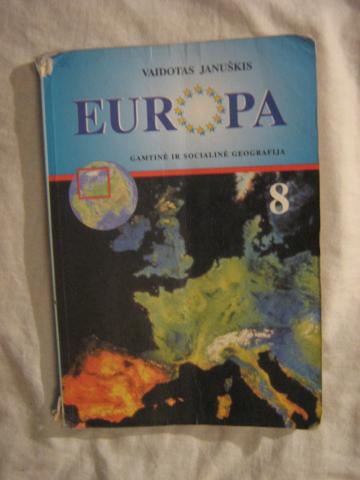 VAIDOTAS JANUŠKIS
EUROPA
GAMTINĖ IR SOCIALINĖ GEOGRAFIJA
8